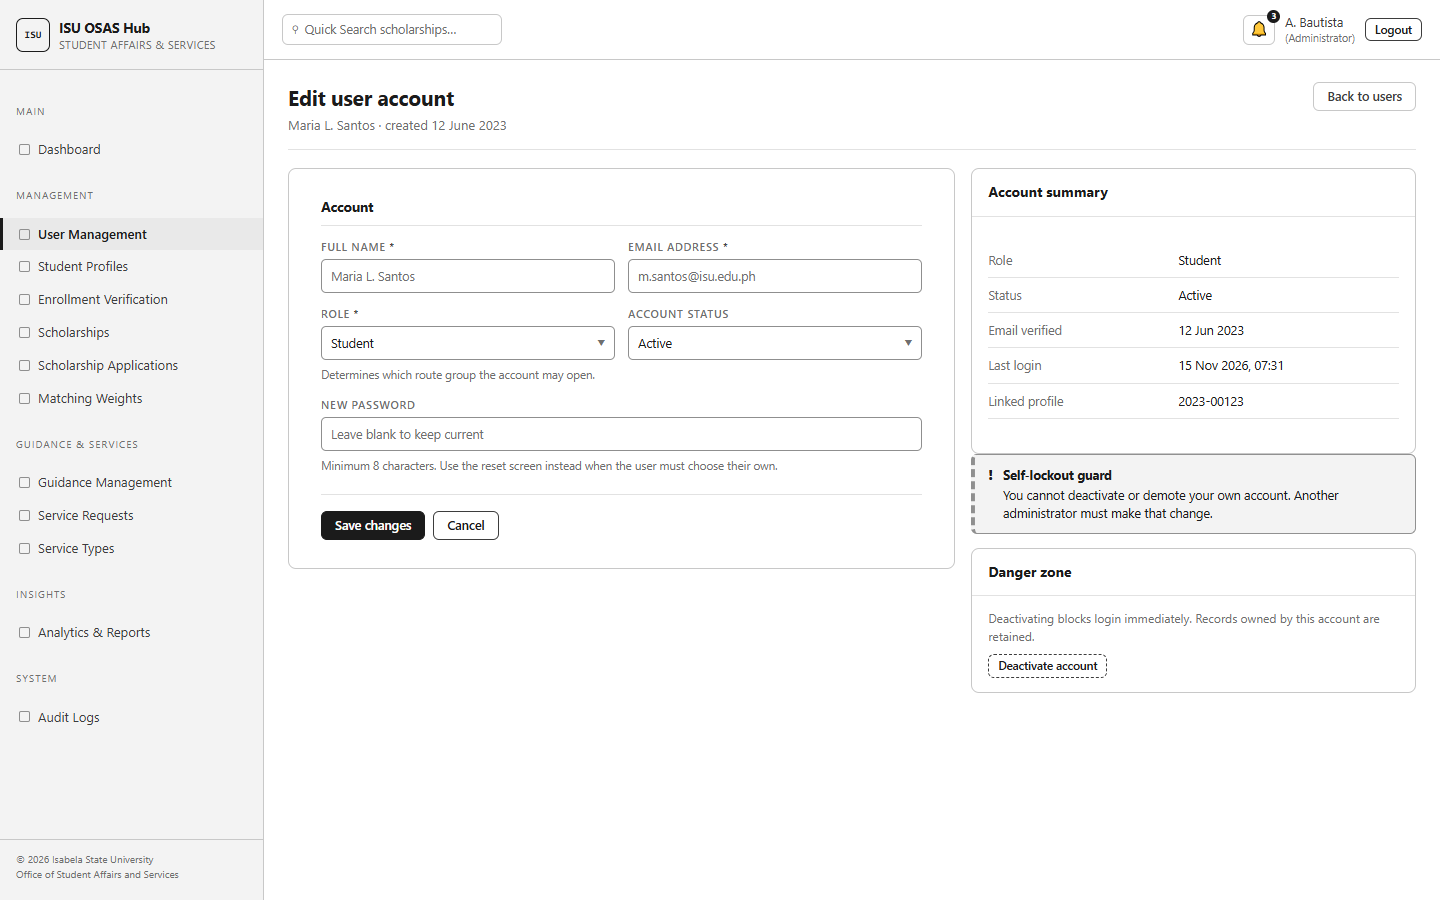 ISU
ISU OSAS Hub
STUDENT AFFAIRS & SERVICES
MAIN
Dashboard
MANAGEMENT
User Management
Student Profiles
Enrollment Verification
Scholarships
Scholarship Applications
Matching Weights
GUIDANCE & SERVICES
Guidance Management
Service Requests
Service Types
INSIGHTS
Analytics & Reports
SYSTEM
Audit Logs
© 2026 Isabela State University
Office of Student Affairs and Services
Quick Search scholarships...
3
A. Bautista
(Administrator)
Logout
Edit user account
Maria L. Santos · created 12 June 2023
Back to users
Account
FULL NAME *
Maria L. Santos
EMAIL ADDRESS *
m.santos@isu.edu.ph
ROLE *
Student
ACCOUNT STATUS
Active
Determines which route group the account may open.
NEW PASSWORD
Leave blank to keep current
Minimum 8 characters. Use the reset screen instead when the user must choose their own.
Save changes
Cancel
Account summary
Role Student
Status Active
Email verified 12 Jun 2023
Last login 15 Nov 2026, 07:31
Linked profile 2023-00123
! Self-lockout guard
You cannot deactivate or demote your own account. Another
administrator must make that change.
Danger zone
Deactivating blocks login immediately. Records owned by this account are
retained.
Deactivate account